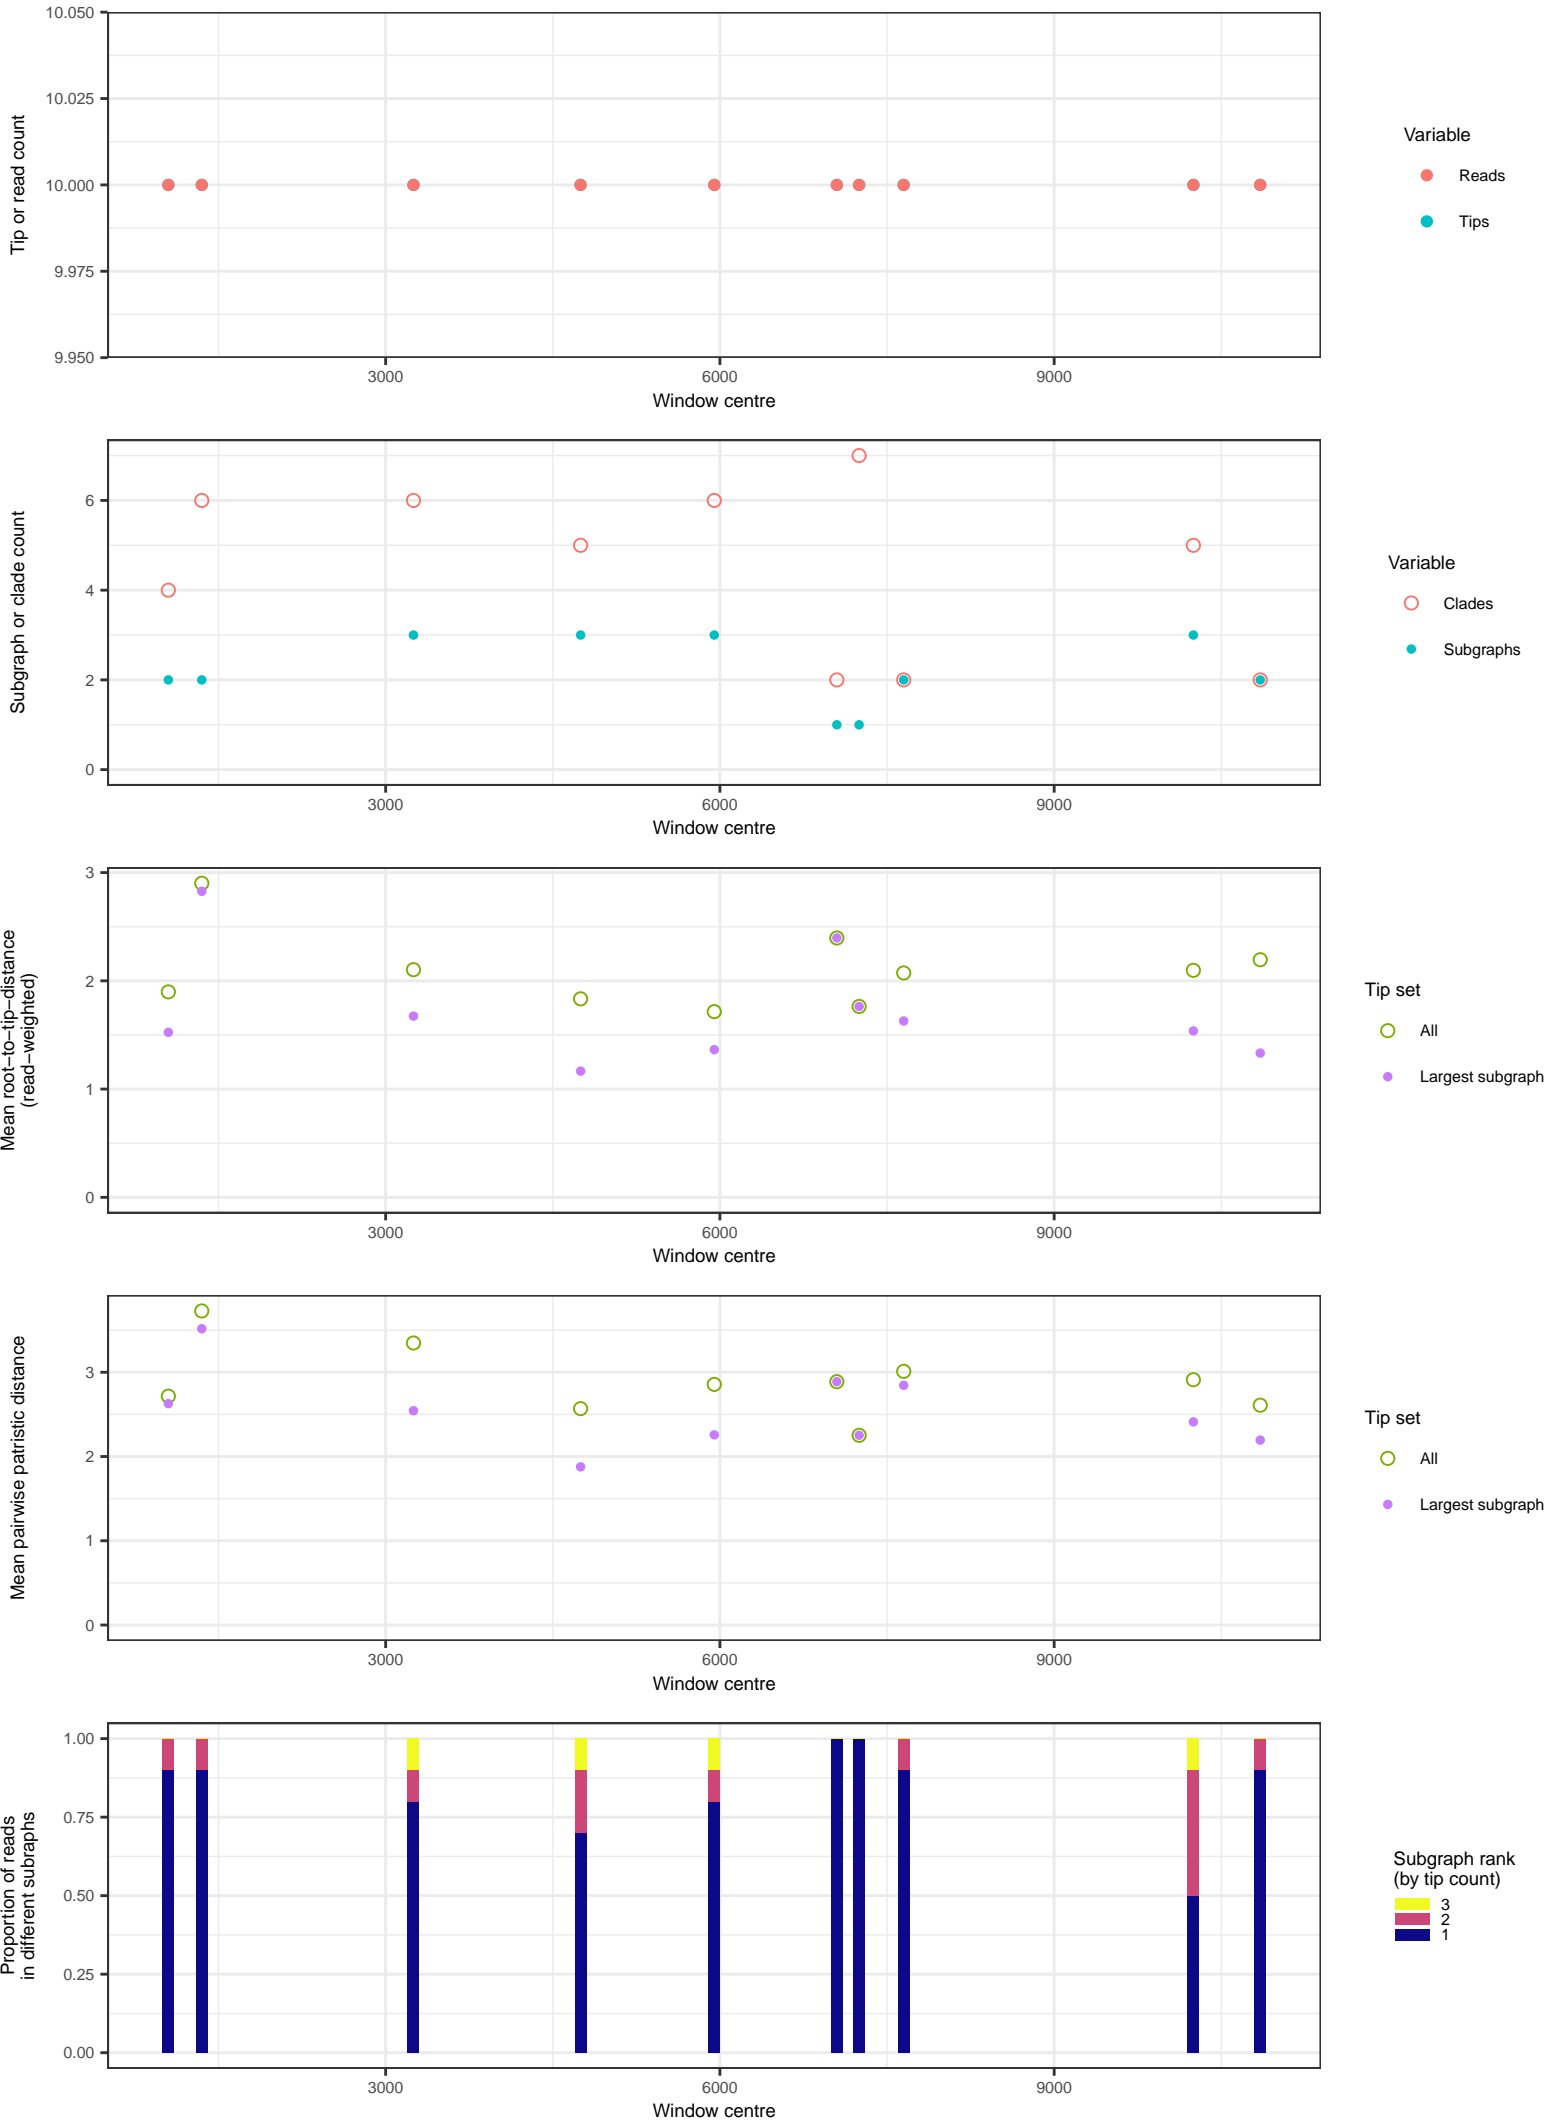 10.050
10.025
10.000
9.975
9.950
Tip or read count
3000
6000
9000
Window centre
Variable
Reads
Tips
6
4
2
0
Subgraph or clade count
3000
6000
9000
Window centre
Variable
Clades
Subgraphs
3
2
1
0
Mean root−to−tip−distance
(read−weighted)
3000
6000
9000
Window centre
Tip set
All
Largest subgraph
3
2
1
0
Mean pairwise patristic distance
3000
6000
9000
Window centre
Tip set
All
Largest subgraph
1.00
0.75
0.50
0.25
0.00
Proportion of reads
in different subraphs
3000
6000
9000
Window centre
Subgraph rank
(by tip count)
3
2
1